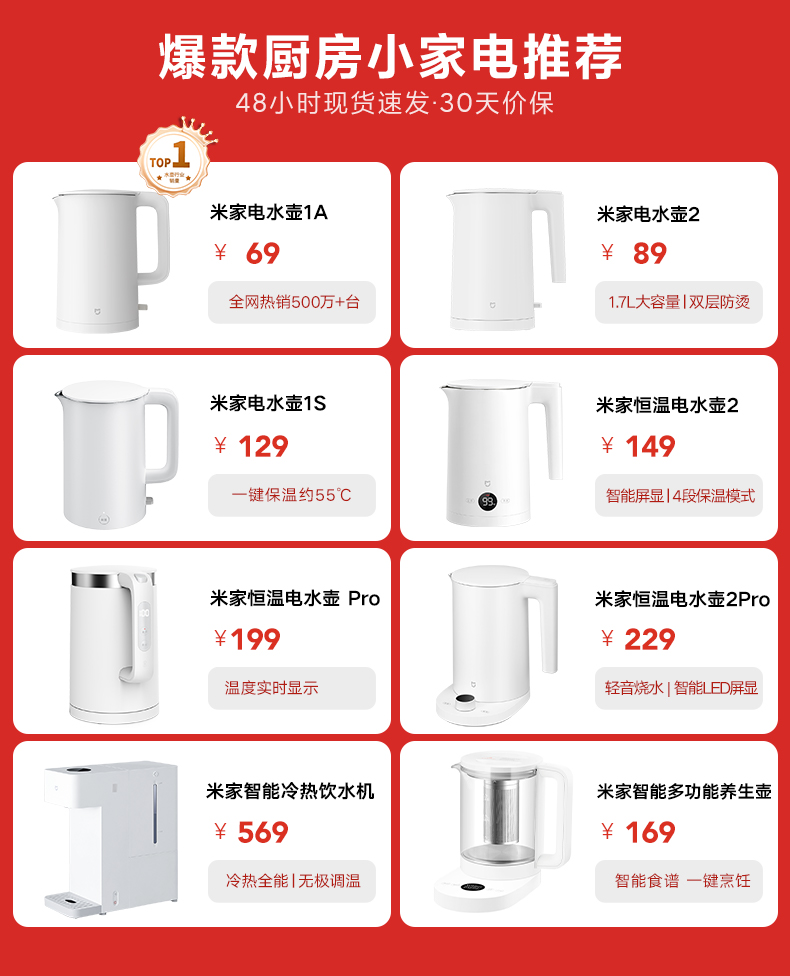 爆款厨房小家电推荐
48小时现货速发·30天价保
TOP1
水壶行业
销量
米家电水壶1A
¥ 69
全网热销500万+台
米家电水壶2
¥ 89
1.7L大容量|双层防烫
米家电水壶1S
¥ 129
一键保温约55℃
米家恒温电水壶2
¥ 149
智能屏显|4段保温模式
99
米家恒温电水壶 Pro
¥199
温度实时显示
米家恒温电水壶2Pro
¥ 229
轻音烧水 | 智能LED屏显
米家智能冷热饮水机
¥ 569
冷热全能|无极调温
米家智能多功能养生壶
¥ 169
智能食谱 一键烹饪